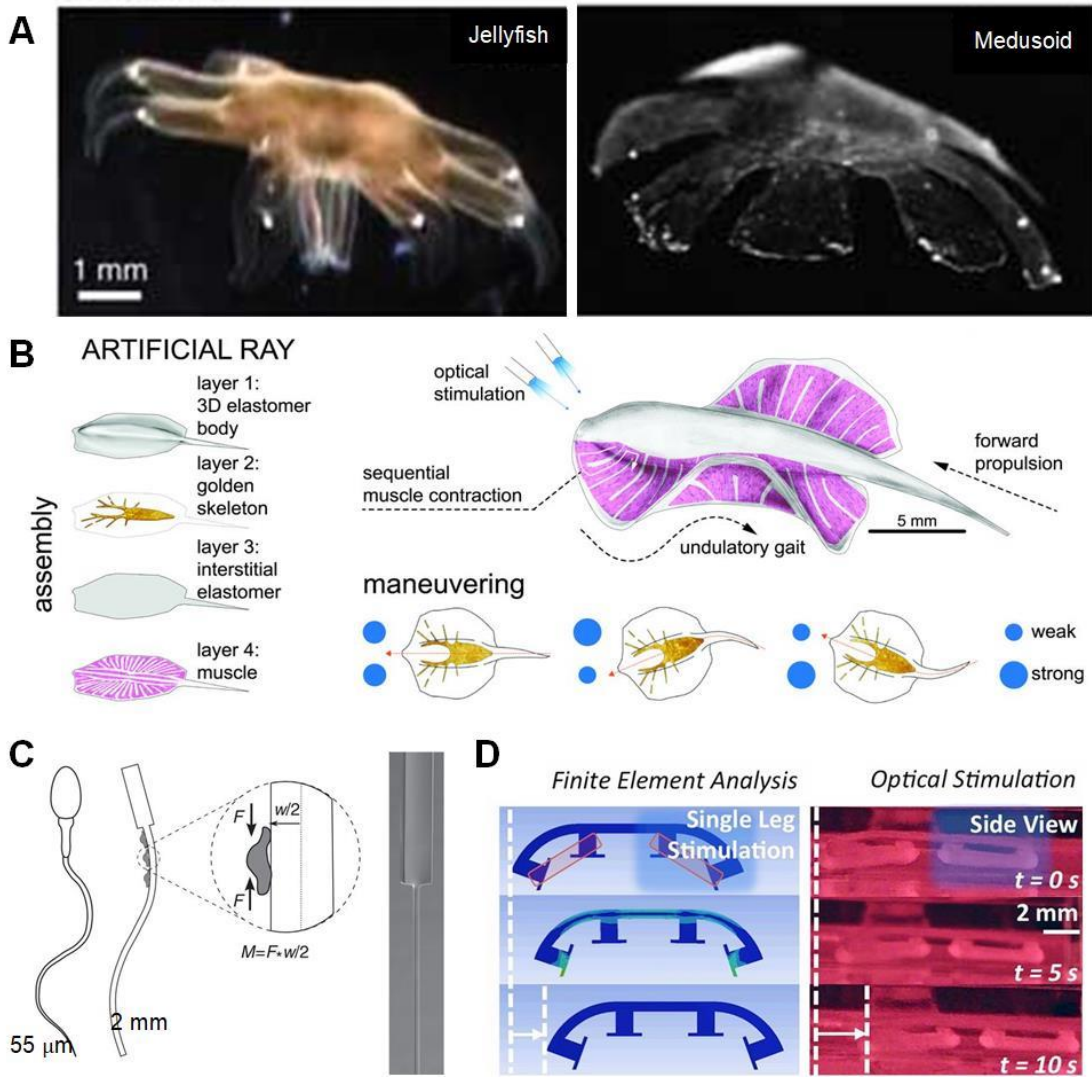 A
Jellyfish
1 mm
Medusoid
B
ARTIFICIAL RAY
assembly
layer 1:
3D elastomer
body
layer 2:
golden
skeleton
layer 3:
interstitial
elastomer
layer 4:
muscle
optical
stimulation
sequential
muscle contraction
forward
propulsion
5 mm
undulatory gait
maneuvering
weak
strong
C
F
w/2
F
M=F*w/2
55 µm
2 mm
D
Finite Element Analysis
Single Leg
Stimulation
Optical Stimulation
Side View
t = 0 s
2 mm
t = 5 s
t = 10 s